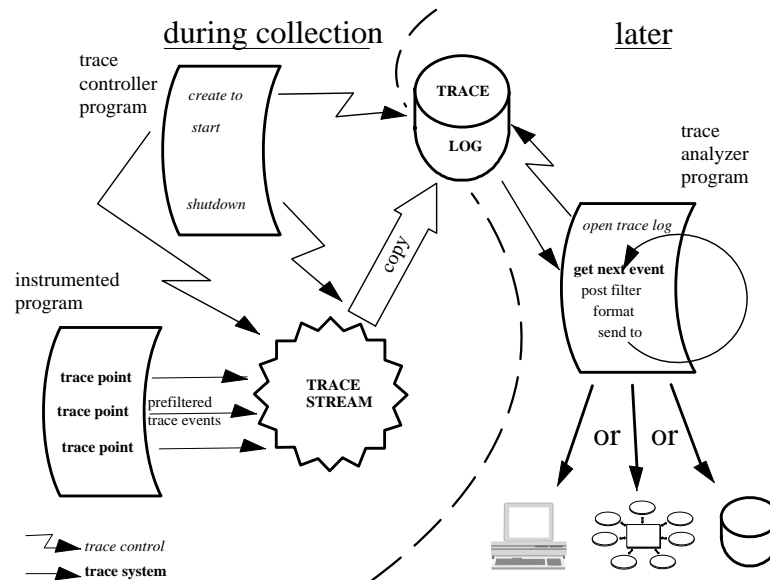 during collection
later
trace
controller
program
create to
start
shutdown
TRACE
LOG
trace
analyzer
program
open trace log
get next event
post filter
format
send to
copy
instrumented
program
trace point
trace point
trace point
prefiltered
trace events
TRACE
STREAM
or or
trace control
trace system